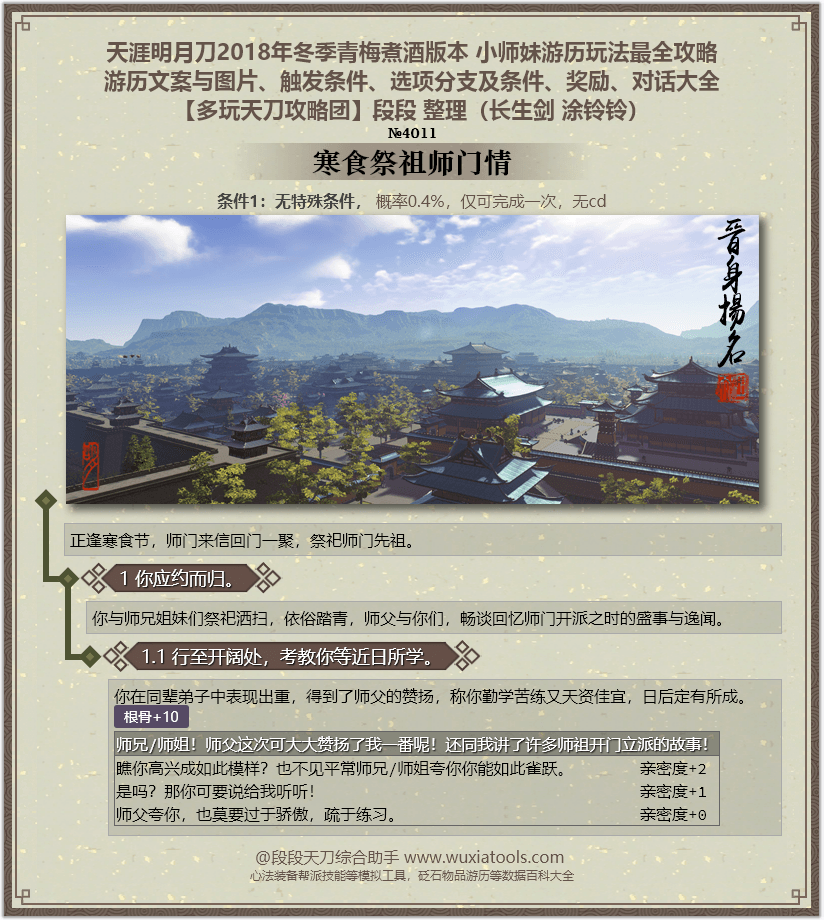 天涯明月刀2018年冬季青梅煮酒版本 小师妹游历玩法最全攻略
游历文案与图片、触发条件、选项分支及条件、奖励、对话大全
【多玩天刀攻略团】段段 整理（长生剑 涂铃铃）
№4011
寒食祭祖师门情
条件1：无特殊条件， 概率0.4%，仅可完成一次，无cd
晋身揚名
正逢寒食节，师门来信回门一聚，祭祀师门先祖。
1 你应约而归。
你与师兄姐妹们祭祀洒扫，依俗踏青，师父与你们，畅谈回忆师门开派之时的盛事与逸闻。
1.1 行至开阔处，考教你等近日所学。
你在同辈弟子中表现出重，得到了师父的赞扬，称你勤学苦练又天资佳宜，日后定有所成。
根骨+10
师兄/师姐！师父这次可大大赞扬了我一番呢！还同我讲了许多师祖开门立派的故事！
瞧你高兴成如此模样？也不见平常师兄/师姐夸你你能如此雀跃。 亲密度+2
是吗？那你可要说给我听听！ 亲密度+1
师父夸你，也莫要过于骄傲，疏于练习。 亲密度+0
@段段天刀综合助手 www.wuxiatools.com
心法装备帮派技能等模拟工具，砭石物品游历等数据百科大全